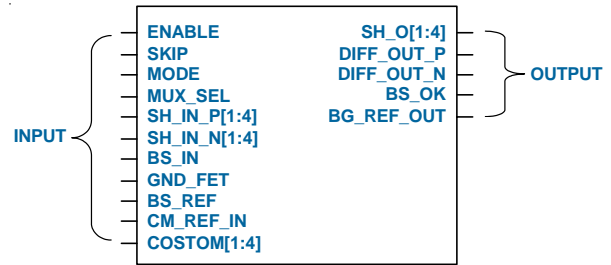 ENABLE
SKIP
MODE
MUX_SEL
SH_IN_P[1:4]
SH_IN_N[1:4]
BS_IN
GND_FET
BS_REF
CM_REF_IN
COSTOM[1:4]
INPUT
SH_O[1:4]
DIFF_OUT_P
DIFF_OUT_N
BS_OK
BG_REF_OUT
OUTPUT